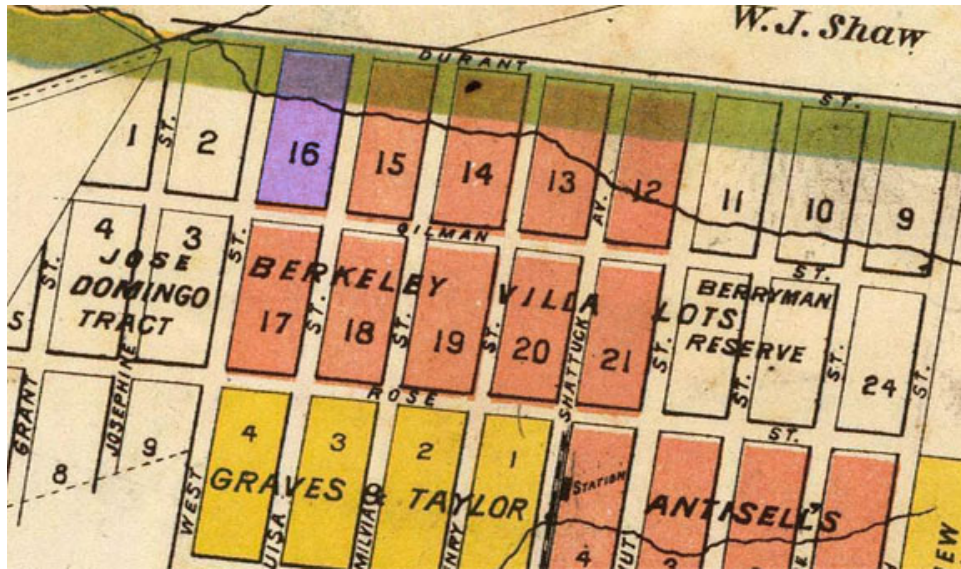 W.J. Shaw
DURANT ST.
1 ST. 2 16 15 14 13 AV. 12 11 10 9
GILMAN ST.
4 3 ST.
JOSE DOMINGO TRACT
ST.
BERKELEY VILLA LOTS
BERRYMAN RESERVE
17 ST. 18 ST. 19 ST. 20 SHATTUCK 21 ST. ST. ST. 24 ST.
5
ROSE ST.
GRANT JOSEPHINE
8 9
4 3 2 1
GRAVES & TAYLOR
STATION
ANTISELL'S
WEST MILVIA
4